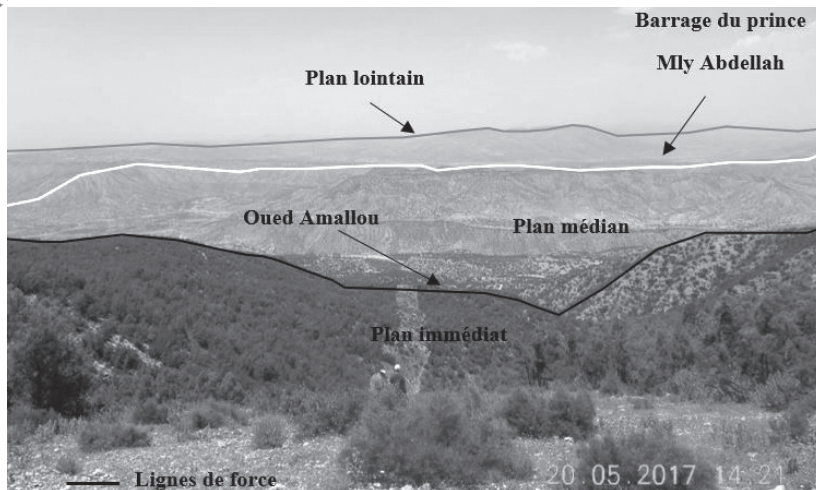 Barrage du prince
Mly Abdellah
Plan lointain
Oued Amallou
Plan médian
Plan immédiat
Lignes de force
20.05.2017 14:21